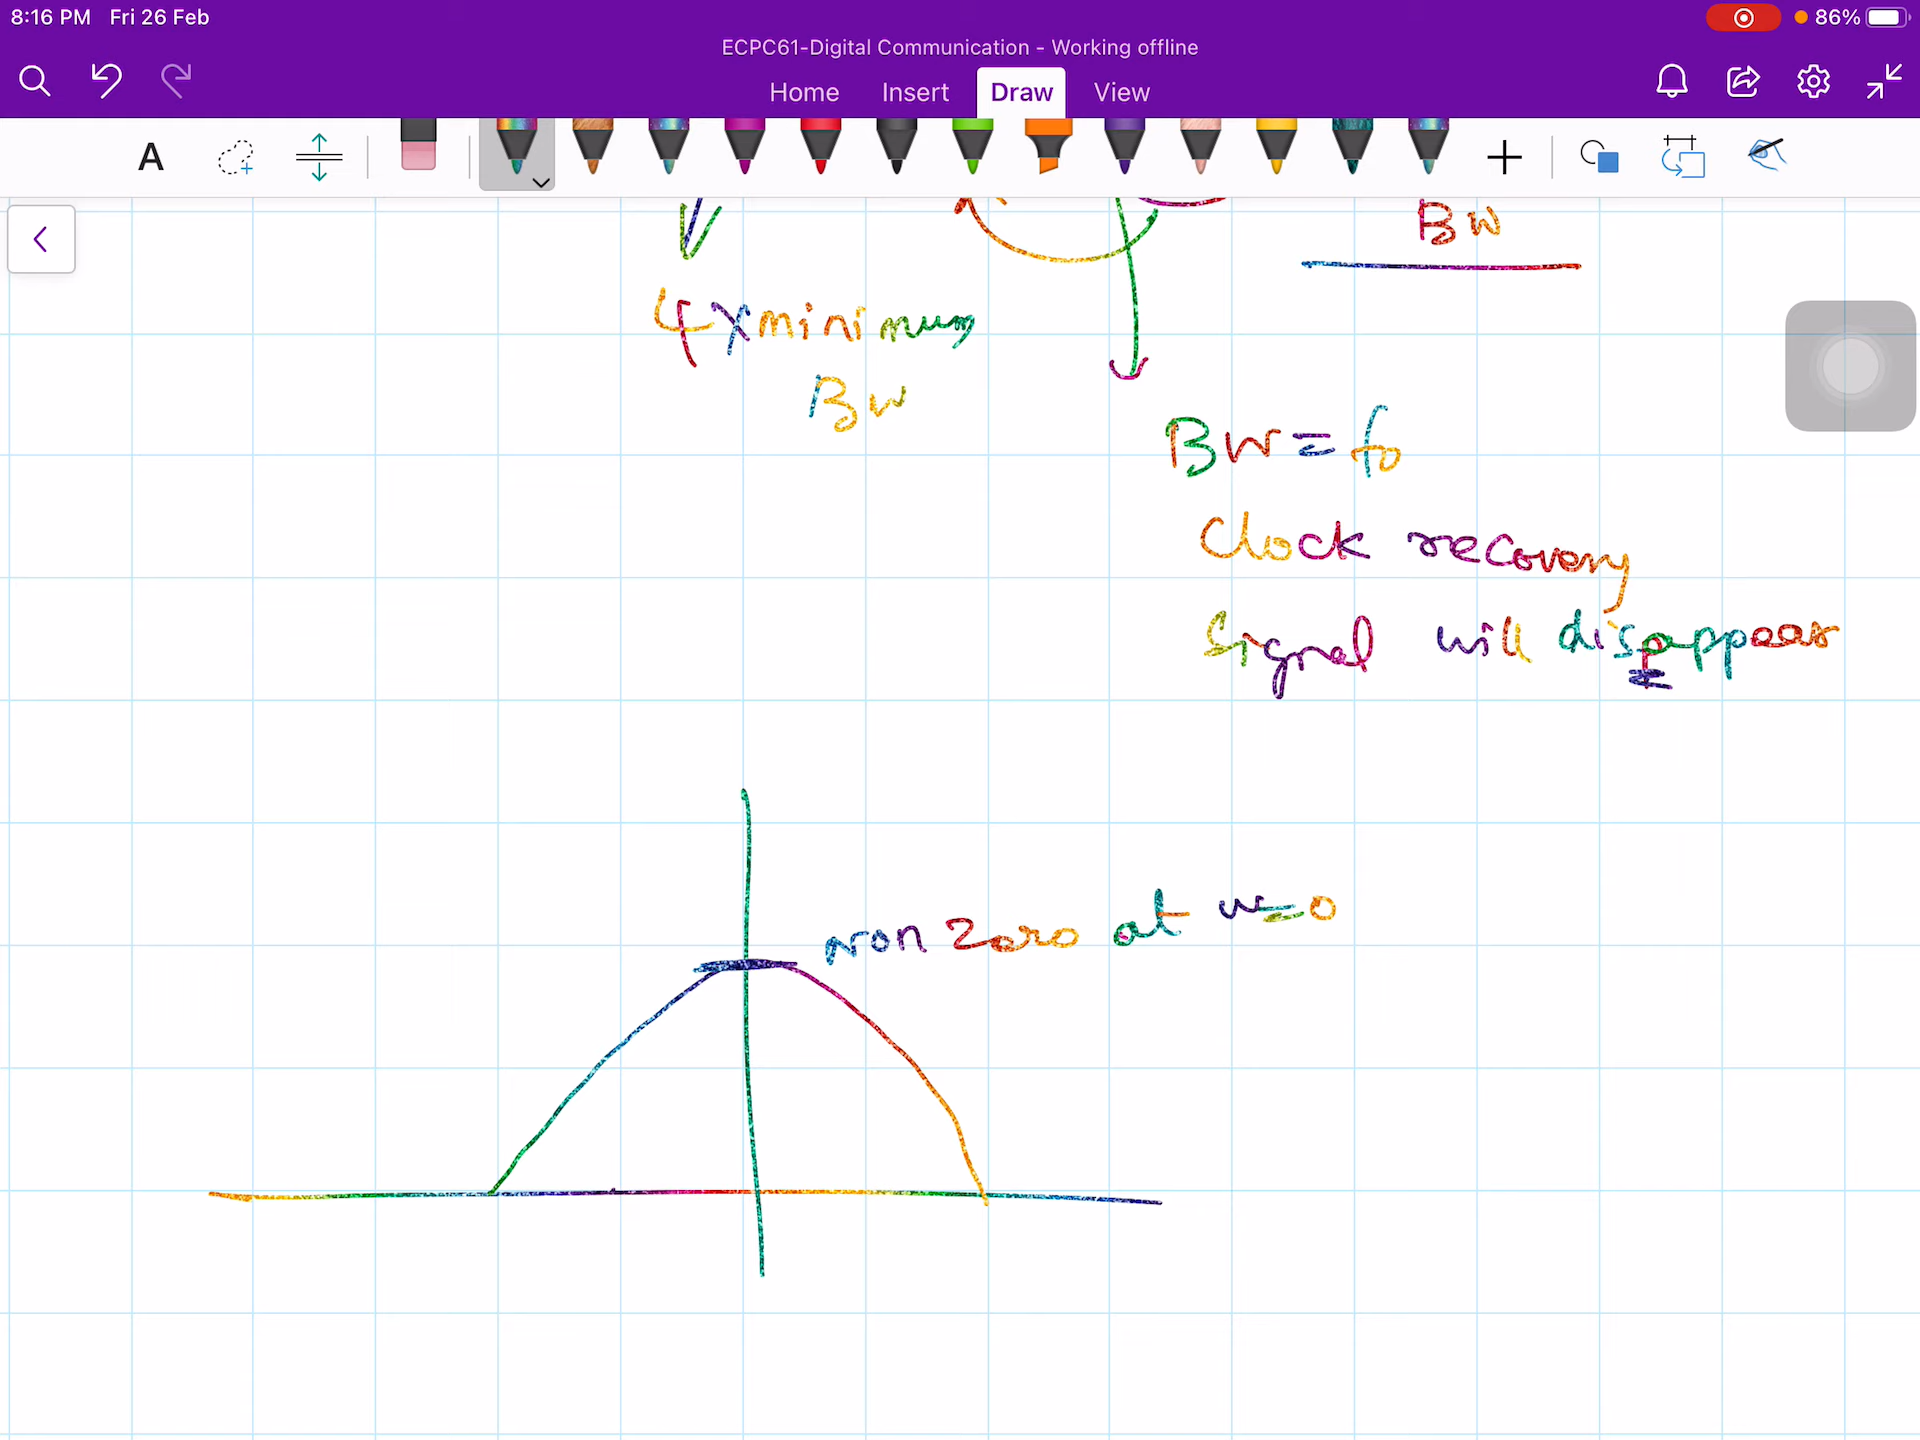 8:16 PM Fri 26 Feb
86%
ECPC61-Digital Communication - Working offline
Home Insert Draw View
A
BW
4 x minimum
BW
BW = fo
Clock recovery
Signal will disappear
non zero at w=0